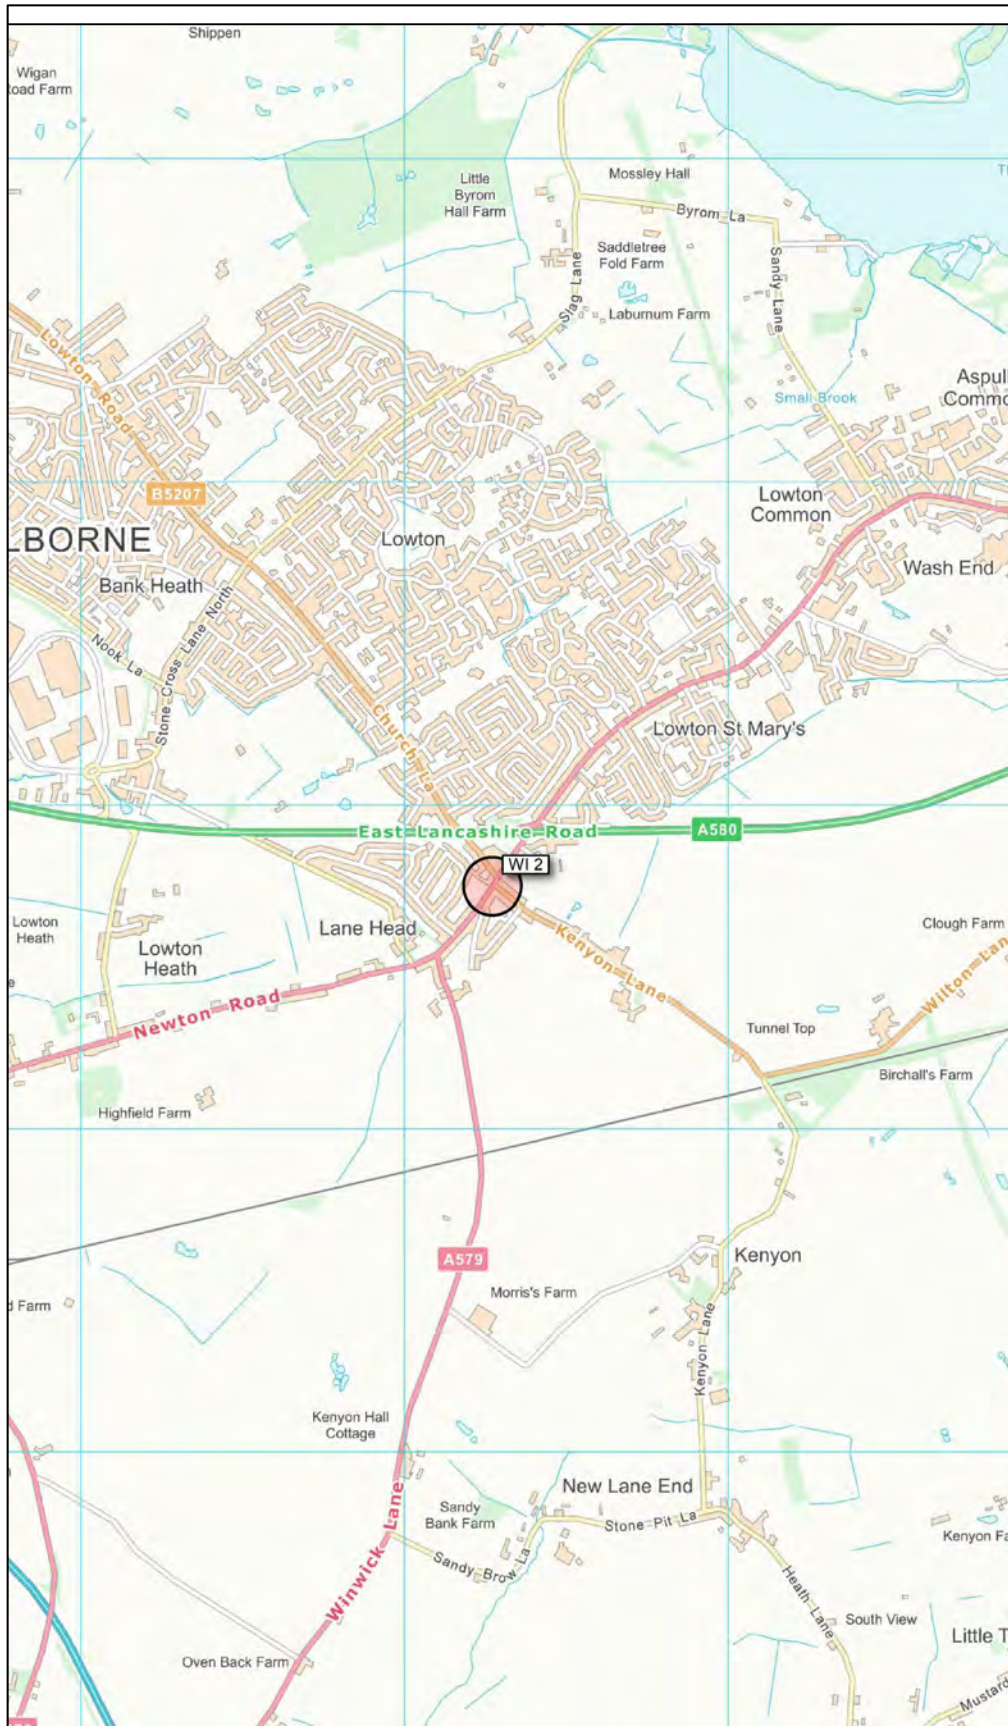 Shippen
Wigan
oad Farm
Little
Byrom
Hall Farm
Mossley Hall
Byrom La
Saddletree
Fold Farm
Sandy Lane
Slag Lane
Laburnum Farm
Lowton Road
Small Brook
Aspull
Commo
B5207
Lowton
Common
LBORNE
Lowton
Wash End
Bank Heath
Nook La
Stone Cross Lane North
Church La
Lowton St Mary's
East Lancashire Road
A580
WI 2
Lowton
Heath
Lane Head
Lowton
Heath
Kenyon Lane
Clough Farm
Wilton Lan
Newton Road
Tunnel Top
Birchall's Farm
Highfield Farm
A579
Kenyon
Morris's Farm
d Farm
Kenyon Lane
Kenyon Hall
Cottage
Winwick Lane
New Lane End
Sandy
Bank Farm
Stone Pit La
Kenyon Fa
Sandy Brow La
Heath Lane
South View
Little T
Oven Back Farm
Mustard